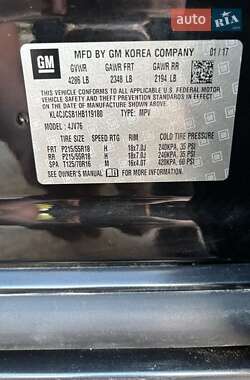 AUTO.RIA
GM
MFD BY GM KOREA COMPANY 01/17
GVWR GAWR FRT GAWR RR
4286 LB 2348 LB 2194 LB
THIS VEHICLE CONFORMS TO ALL APPLICABLE U.S. FEDERAL MOTOR
VEHICLE SAFETY AND THEFT PREVENTION STANDARDS IN EFFECT ON THE
DATE OF MANUFACTURE SHOWN ABOVE.
TYPE: MPV
MODEL: 4JV76
TIRE SIZE SPEED RTG RIM COLD TIRE PRESSURE
FRT P215/55R18 H 18x7.0J 240KPA, 35 PSI
RR P215/55R18 H 18x7.0J 240KPA, 35 PSI
SPA T125/70R16 M 16x4.0T 420KPA, 60 PSI
SEE OWNER'S MANUAL FOR ADDITIONAL INFORMATION.